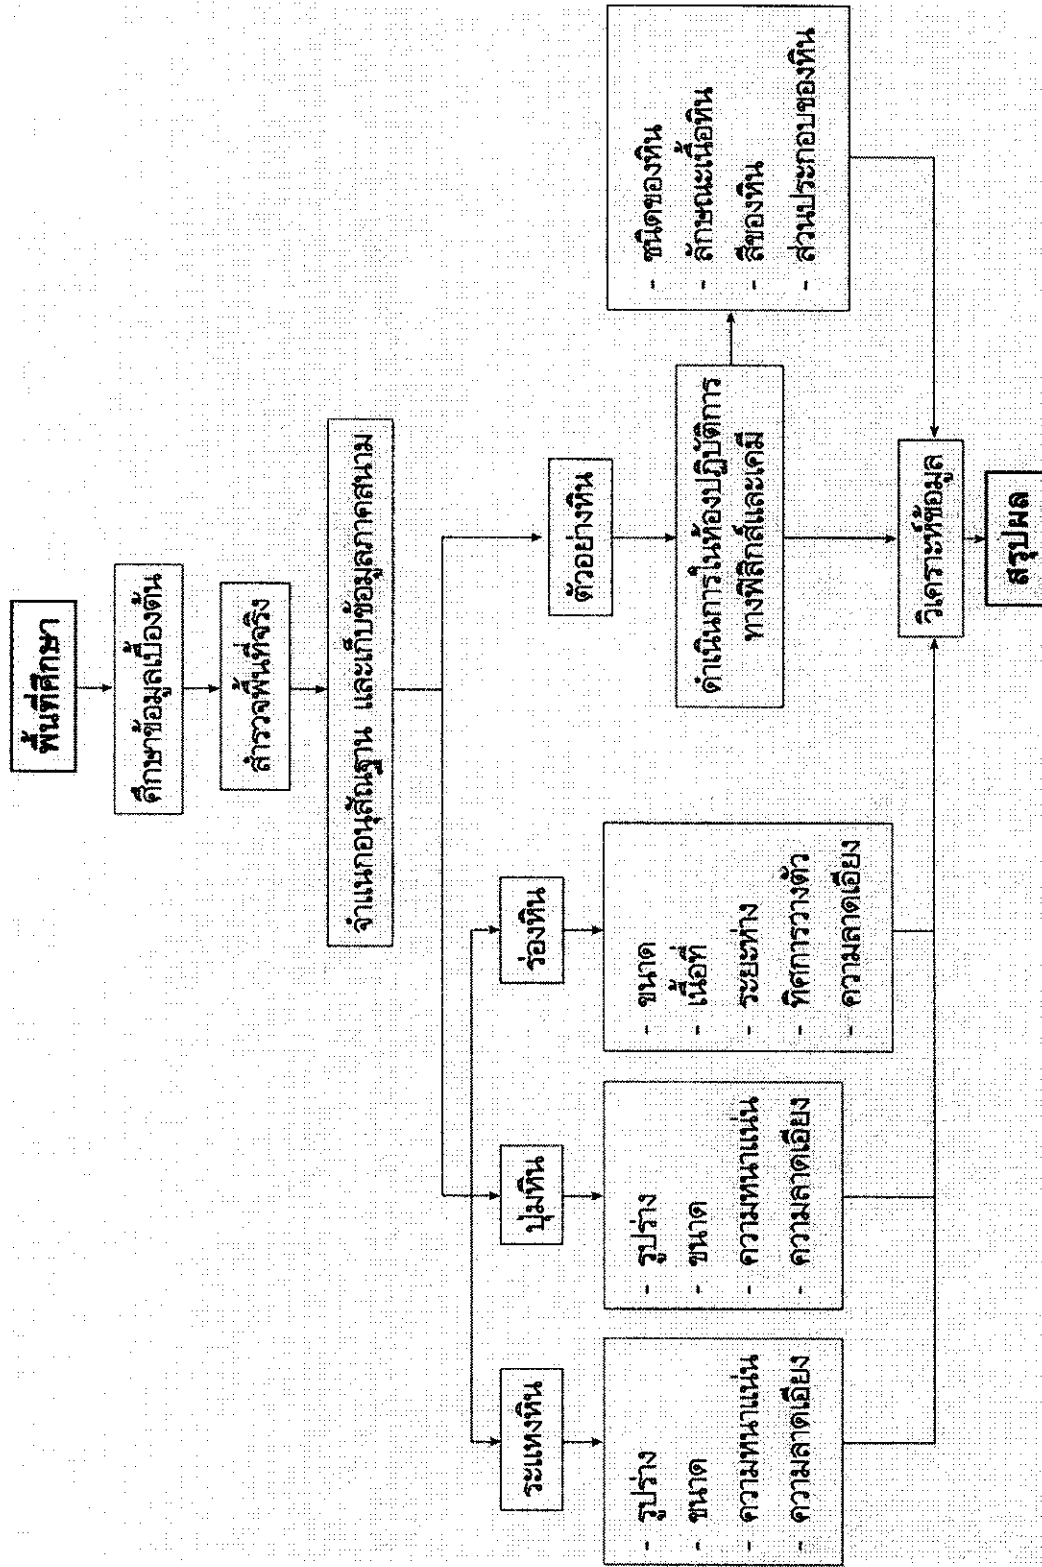 พื้นที่ศึกษา
ศึกษาข้อมูลเบื้องต้น
สำรวจพื้นที่จริง
จำแนกอนุสัณฐาน และเก็บข้อมูลภาคสนาม
ระแหงหิน
ปุ่มหิน
ร่องหิน
ตัวอย่างหิน
- รูปร่าง
- ขนาด
- ความหนาแน่น
- ความลาดเอียง
- รูปร่าง
- ขนาด
- ความหนาแน่น
- ความลาดเอียง
- ขนาด
- เนื้อที่
- ระยะห่าง
- ทิศการวางตัว
- ความลาดเอียง
ดำเนินการในห้องปฏิบัติการ
ทางฟิสิกส์และเคมี
- ชนิดของหิน
- ลักษณะเนื้อหิน
- สีของหิน
- ส่วนประกอบของหิน
วิเคราะห์ข้อมูล
สรุปผล